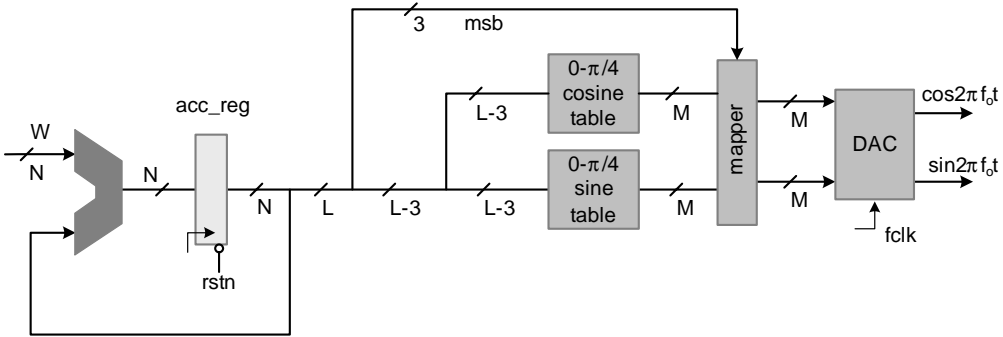 3
msb
0-π/4
cosine
table
L-3
M
mapper
M
DAC
cos2πfₒt
sin2πfₒt
fclk
acc_reg
W
N
N
N
L
L-3
L-3
0-π/4
sine
table
M
M
rstn